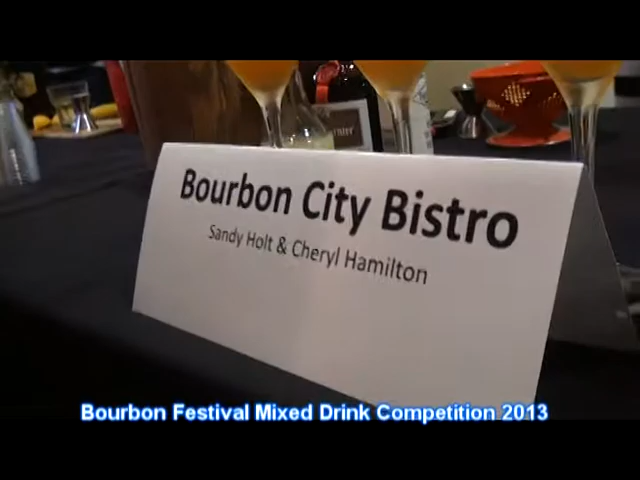 Bourbon City Bistro
Sandy Holt & Cheryl Hamilton
Bourbon Festival Mixed Drink Competition 2013